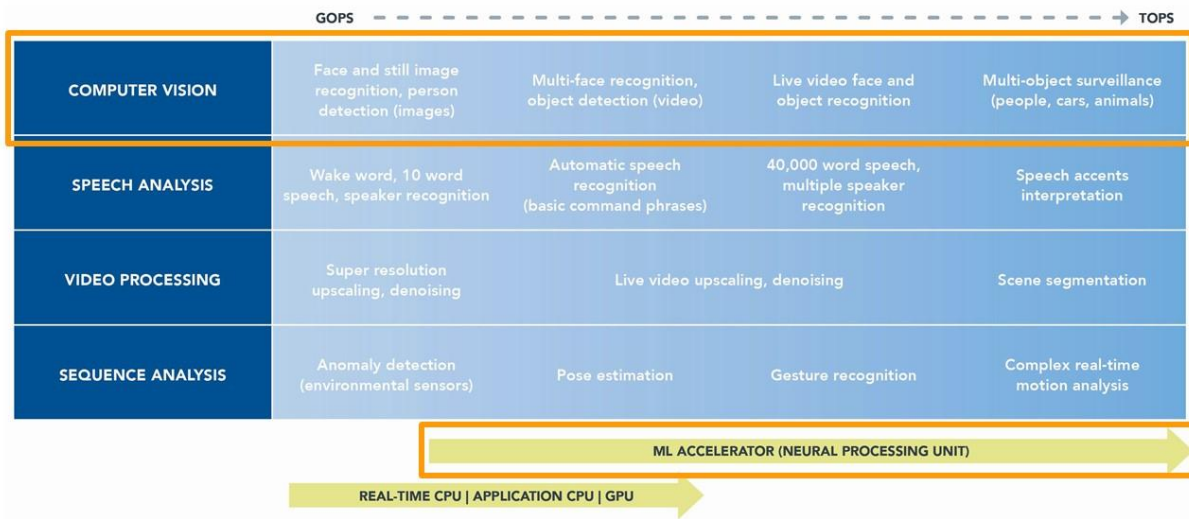 GOPS TOPS
COMPUTER VISION
Face and still image
recognition, person
detection (images)
Multi-face recognition,
object detection (video)
Live video face and
object recognition
Multi-object surveillance
(people, cars, animals)
SPEECH ANALYSIS
Wake word, 10 word
speech, speaker recognition
Automatic speech
recognition
(basic command phrases)
40,000 word speech,
multiple speaker
recognition
Speech accents
interpretation
VIDEO PROCESSING
Super resolution
upscaling, denoising
Live video upscaling, denoising
Scene segmentation
SEQUENCE ANALYSIS
Anomaly detection
(environmental sensors)
Pose estimation
Gesture recognition
Complex real-time
motion analysis
ML ACCELERATOR (NEURAL PROCESSING UNIT)
REAL-TIME CPU | APPLICATION CPU | GPU